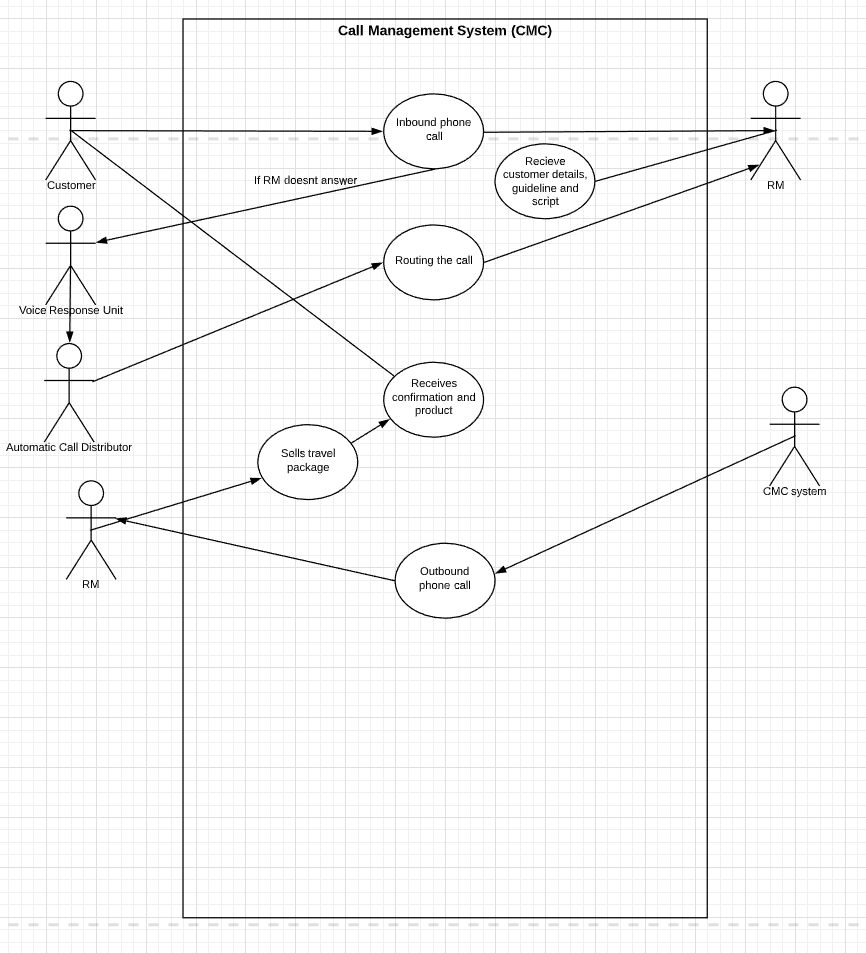 Call Management System (CMC)
Inbound phone
call
Customer
RM
Recieve
customer details,
guideline and
script
If RM doesnt answer
Voice Response Unit
Routing the call
Automatic Call Distributor
Receives
confirmation and
product
Sells travel
package
CMC system
RM
Outbound
phone call